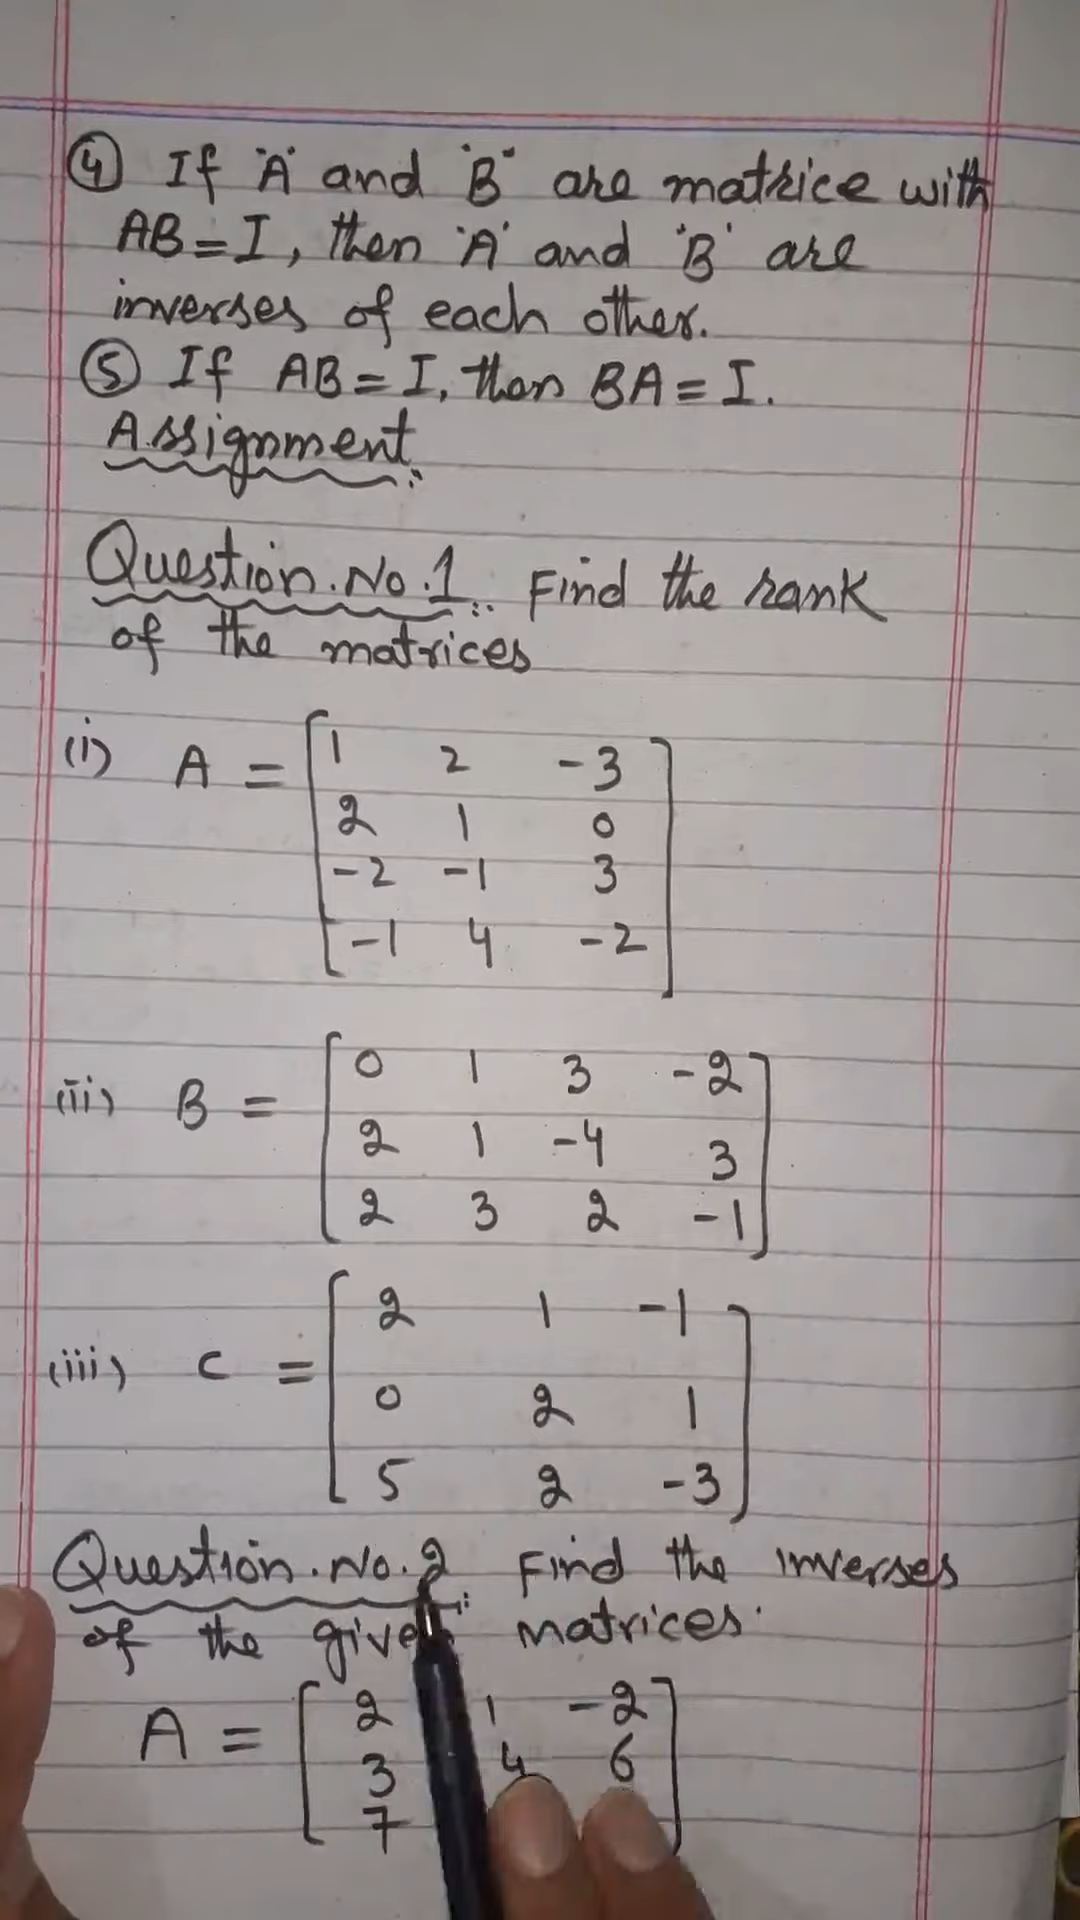 ④ If 'A' and 'B' are matrice with
AB=I, then 'A' and 'B' are
inverses of each other.
⑤ If AB=I, then BA=I.
Assignment:
Question.No.1: Find the rank
of the matrices
(i) A = [1 2 -3
2 1 0
-2 -1 3
-1 4 -2]
(ii) B = [0 1 3 -2
2 1 -4 3
2 3 2 -1]
(iii) C = [2 1 -1
0 2 1
5 2 -3]
Question.No.2: Find the inverses
of the given matrices.
A = [2 1 -2
3 4 6
7